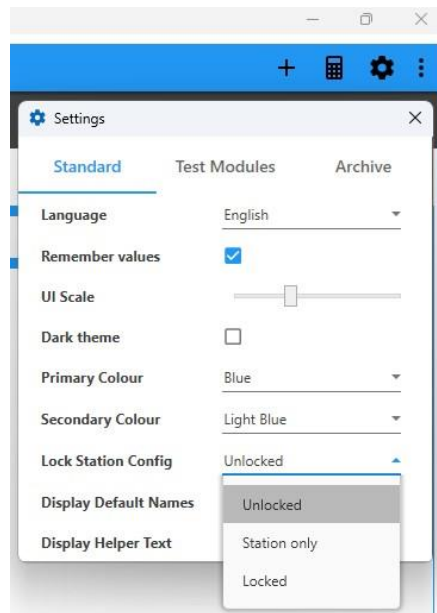 Settings
Standard Test Modules Archive
Language English
Remember values
UI Scale
Dark theme
Primary Colour Blue
Secondary Colour Light Blue
Lock Station Config Unlocked
Display Default Names Unlocked
Display Helper Text Station only
Locked